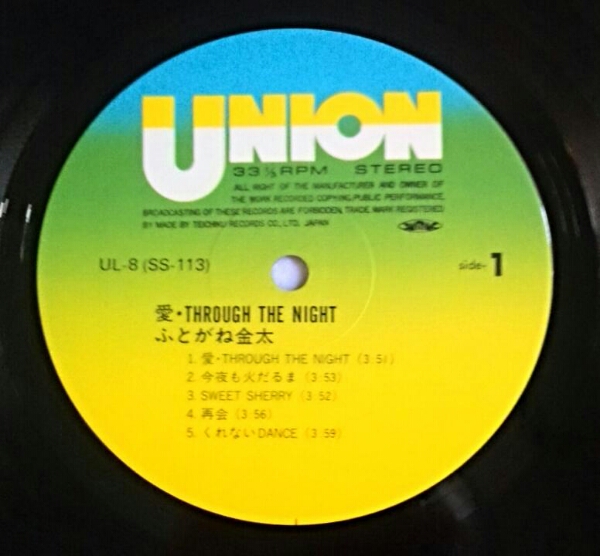 UNION
33⅓RPM STEREO
ALL RIGHT OF THE MANUFACTURER AND OWNER OF
THE WORK RECORDED COPYING,PUBLIC PERFORMANCE,
BROADCASTING OF THESE RECORDS ARE FORBIDDEN, TRADE MARK REGISTERED
BY MADE BY TEICHIKU RECORDS CO., LTD. JAPAN
UL-8 (SS-113)
side-1
愛・THROUGH THE NIGHT
ふとがね金太
1. 愛・THROUGH THE NIGHT (3 51)
2. 今夜も火だるま (3 53)
3. SWEET SHERRY (3 52)
4. 再会 (3 56)
5. くれないDANCE (3 59)